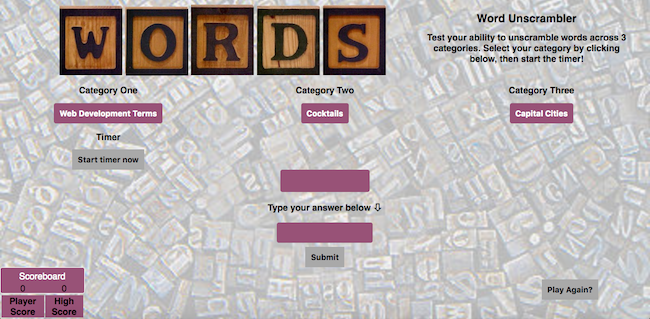 WORDS
Word Unscrambler
Test your ability to unscramble words across 3
categories. Select your category by clicking
below, then start the timer!
Category One
Category Two
Category Three
Web Development Terms
Cocktails
Capital Cities
Timer
Start timer now
Type your answer below ⇩
Submit
Scoreboard
0 0
Player Score
High Score
Play Again?